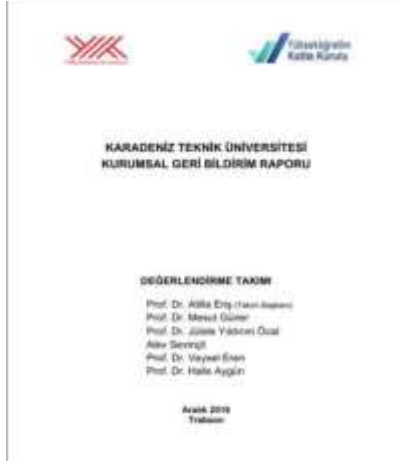 YÖK
Yükseköğretim
Kalite Kurulu
KARADENİZ TEKNİK ÜNİVERSİTESİ
KURUMSAL GERİ BİLDİRİM RAPORU
DEĞERLENDİRME TAKIMI
Prof. Dr. Atilla Eriş (Takım Başkanı)
Prof. Dr. Mesut Güner
Prof. Dr. Jülide Yıldırım Öcal
Alev
Prof. Dr. Veysel Eren
Prof. Dr. Halis Aygün
Aralık 2016
Trabzon